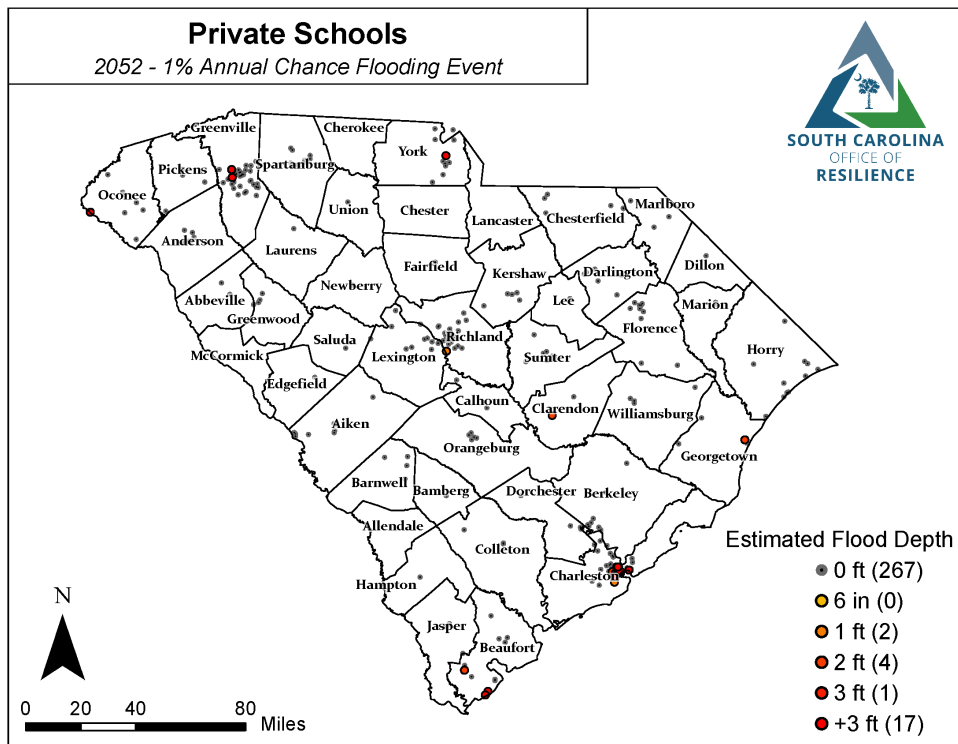 Private Schools
2052 - 1% Annual Chance Flooding Event
SOUTH CAROLINA
OFFICE OF
RESILIENCE
Greenville
Cherokee
York
Pickens
Spartanburg
Oconee
Union
Chester
Lancaster
Chesterfield
Marlboro
Anderson
Laurens
Fairfield
Kershaw
Darlington
Dillon
Newberry
Abbeville
Greenwood
Lee
Marion
Florence
Saluda
Richland
McCormick
Lexington
Sumter
Horry
Edgefield
Calhoun
Clarendon
Williamsburg
Aiken
Orangeburg
Georgetown
Barnwell
Bamberg
Dorchester
Berkeley
Allendale
Colleton
Charleston
Hampton
Jasper
Beaufort
Estimated Flood Depth
0 ft (267)
6 in (0)
1 ft (2)
2 ft (4)
3 ft (1)
+3 ft (17)
N
0 20 40 80
Miles